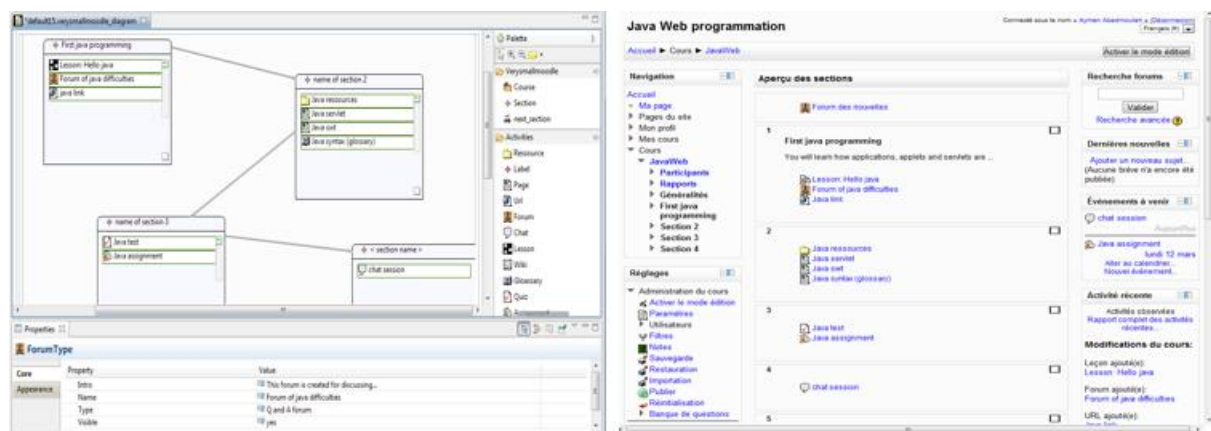 *default15.verysmallmoodle_diagram
First java programming
Lesson: Hello java
Forum of java difficulties
java link
name of section 2
Java ressources
Java servlet
Java swt
Java syntax (glossary)
name of section 3
Java test
Java assignment
< section name >
chat session
Palette
Verysmallmoodle
Course
Section
next_section
Activities
Ressource
Label
Page
Url
Forum
Chat
Lesson
Wiki
Glossary
Quiz
Properties
ForumType
Core
Appearance
Property Value
Intro This forum is created for discussing...
Name Forum of java difficulties
Type Q and A forum
Visible yes
Java Web programmation
Connecté sous le nom
Français (fr)
Accueil ► Cours ► JavaWeb
Activer le mode édition
Navigation
Accueil
Ma page
Pages du site
Mon profil
Mes cours
Cours
JavaWeb
Participants
Rapports
Généralités
First java
programming
Section 2
Section 3
Section 4
Réglages
Administration du cours
Activer le mode édition
Paramètres
Utilisateurs
Filtres
Notes
Sauvegarde
Restauration
Importation
Publier
Réinitialisation
Banque de questions
Aperçu des sections
Forum des nouvelles
1
First java programming
You will learn how applications, applets and servlets are ...
Lesson: Hello java
Forum of java difficulties
Java link
2
Java ressources
Java servlet
Java swt
Java syntax (glossary)
3
Java test
Java assignment
4
chat session
5
Recherche forums
Valider
Recherche avancée
Dernières nouvelles
Ajouter un nouveau sujet...
(Aucune brève n'a encore été
publiée)
Événements à venir
chat session
Aujourd'hui
Java assignment
lundi 12 mars
Aller au calendrier...
Nouvel événement...
Activité récente
Activités observées
Rapport complet des activités
récentes...
Modifications du cours:
Leçon ajouté(e):
Lesson: Hello java
Forum ajouté(e):
Forum of java difficulties
URL ajouté(e):
Java link